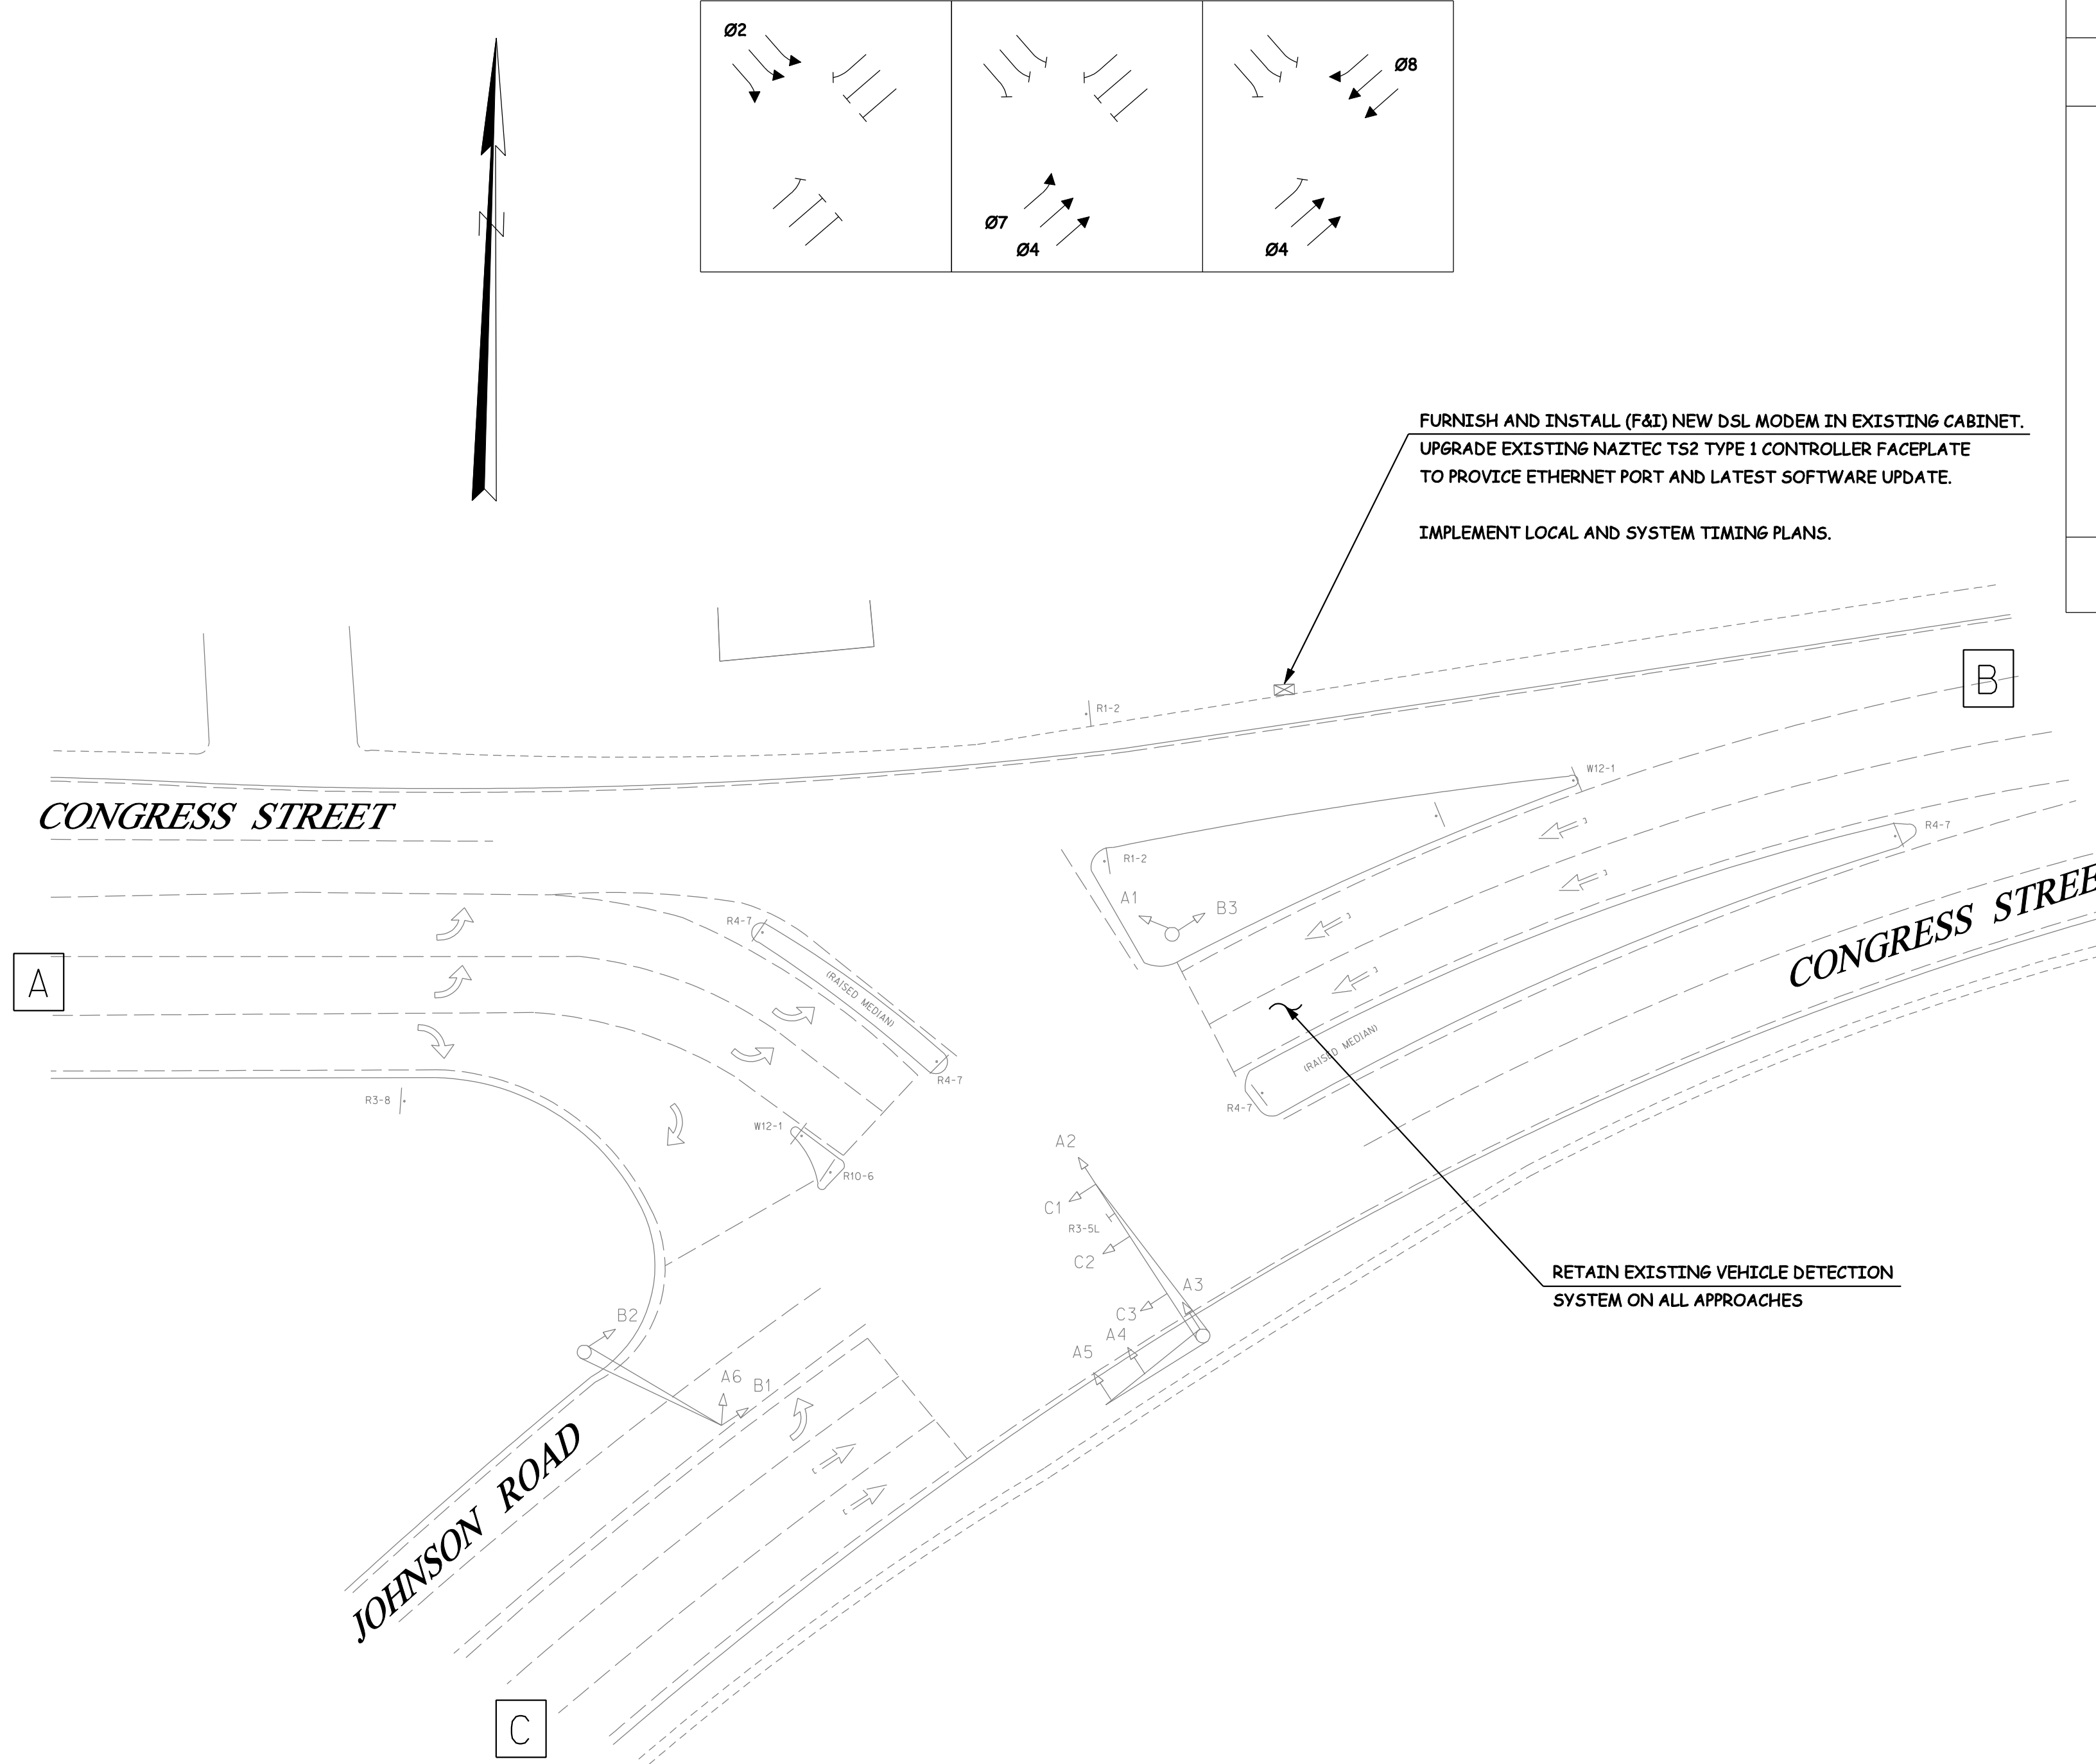 Ø2
Ø7
Ø4
Ø8
Ø4
N
FURNISH AND INSTALL (F&I) NEW DSL MODEM IN EXISTING CABINET.
UPGRADE EXISTING NAZTEC TS2 TYPE 1 CONTROLLER FACEPLATE
TO PROVICE ETHERNET PORT AND LATEST SOFTWARE UPDATE.
IMPLEMENT LOCAL AND SYSTEM TIMING PLANS.
B
R1-2
W12-1
CONGRESS STREET
R4-7
R1-2
A1
B3
R4-7
CONGRESS STREE
A
(RAISED MEDIAN)
(RAISED MEDIAN)
R4-7
R3-8
R4-7
W12-1
A2
R10-6
C1
R3-5L
C2
A3
RETAIN EXISTING VEHICLE DETECTION
SYSTEM ON ALL APPROACHES
C3
B2
A4
A5
A6
B1
JOHNSON ROAD
C